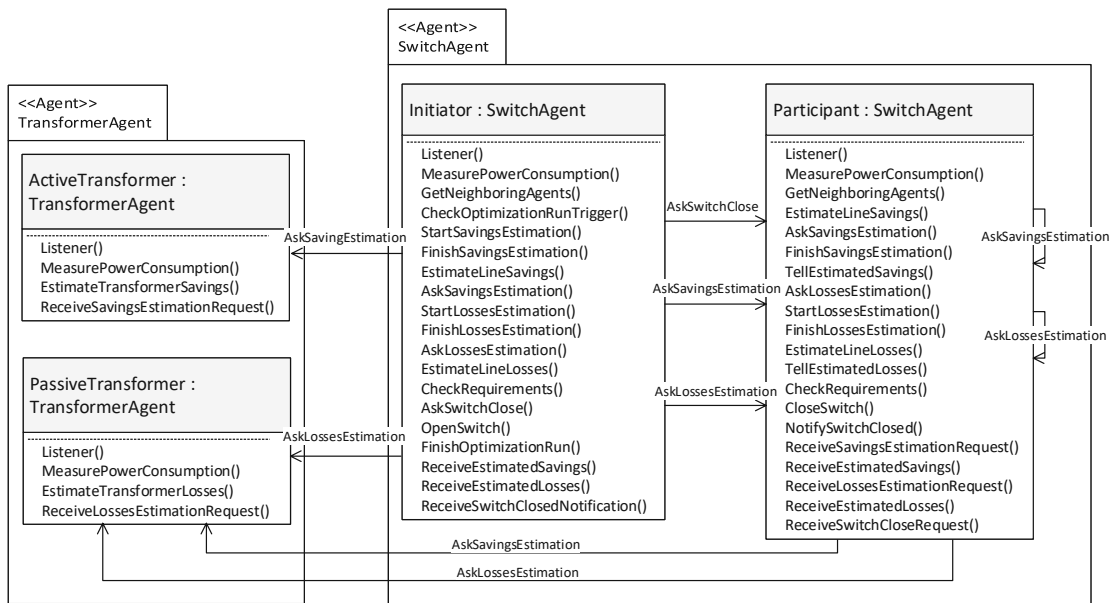 <<Agent>>
SwitchAgent
<<Agent>>
TransformerAgent
ActiveTransformer :
TransformerAgent
Listener()
MeasurePowerConsumption()
EstimateTransformerSavings()
ReceiveSavingsEstimationRequest()
PassiveTransformer :
TransformerAgent
Listener()
MeasurePowerConsumption()
EstimateTransformerLosses()
ReceiveLossesEstimationRequest()
AskSavingEstimation
AskLossesEstimation
Initiator : SwitchAgent
Listener()
MeasurePowerConsumption()
GetNeighboringAgents()
CheckOptimizationRunTrigger()
StartSavingsEstimation()
FinishSavingsEstimation()
EstimateLineSavings()
AskSavingsEstimation()
StartLossesEstimation()
FinishLossesEstimation()
AskLossesEstimation()
EstimateLineLosses()
CheckRequirements()
AskSwitchClose()
OpenSwitch()
FinishOptimizationRun()
ReceiveEstimatedSavings()
ReceiveEstimatedLosses()
ReceiveSwitchClosedNotification()
AskSwitchClose
AskSavingsEstimation
AskLossesEstimation
Participant : SwitchAgent
Listener()
MeasurePowerConsumption()
GetNeighboringAgents()
EstimateLineSavings()
AskSavingsEstimation()
FinishSavingsEstimation()
TellEstimatedSavings()
AskLossesEstimation()
StartLossesEstimation()
FinishLossesEstimation()
EstimateLineLosses()
TellEstimatedLosses()
CheckRequirements()
CloseSwitch()
NotifySwitchClosed()
ReceiveSavingsEstimationRequest()
ReceiveEstimatedSavings()
ReceiveLossesEstimationRequest()
ReceiveEstimatedLosses()
ReceiveSwitchCloseRequest()
AskSavingsEstimation
AskLossesEstimation
AskSavingsEstimation
AskLossesEstimation